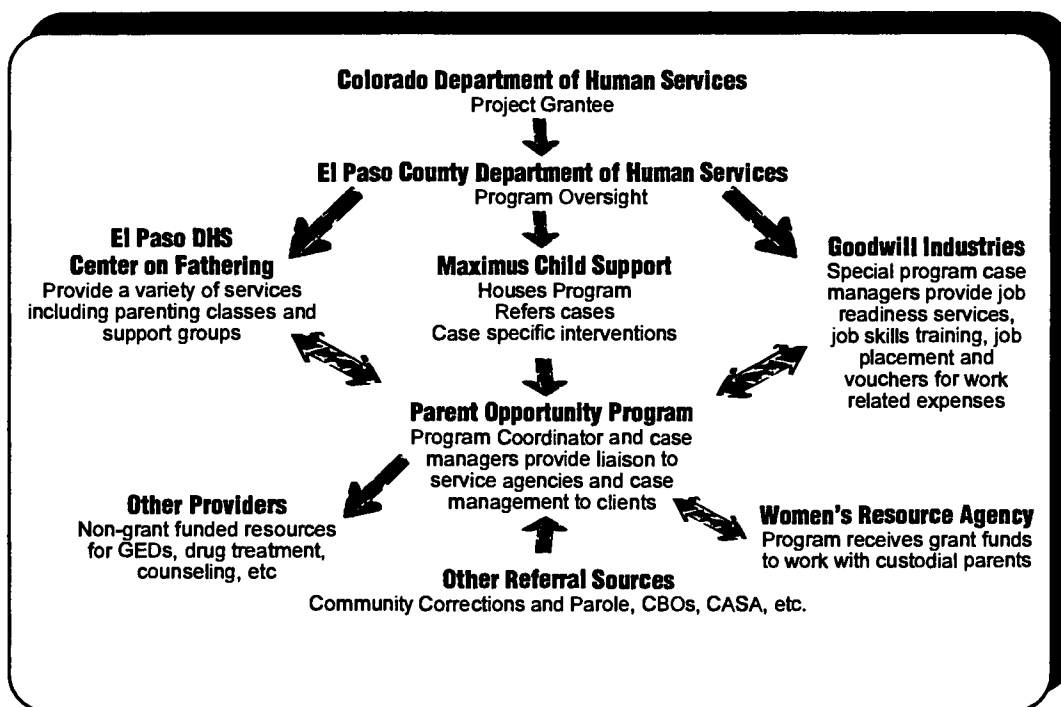 Colorado Department of Human Services
Project Grantee
El Paso County Department of Human Services
Program Oversight
El Paso DHS
Center on Fathering
Provide a variety of services
including parenting classes and
support groups
Maximus Child Support
Houses Program
Refers cases
Case specific interventions
Goodwill Industries
Special program case
managers provide job
readiness services,
job skills training, job
placement and
vouchers for work
related expenses
Parent Opportunity Program
Program Coordinator and case
managers provide liaison to
service agencies and case
management to clients
Other Providers
Non-grant funded resources
for GEDs, drug treatment,
counseling, etc
Women's Resource Agency
Program receives grant funds
to work with custodial parents
Other Referral Sources
Community Corrections and Parole, CBOs, CASA, etc.